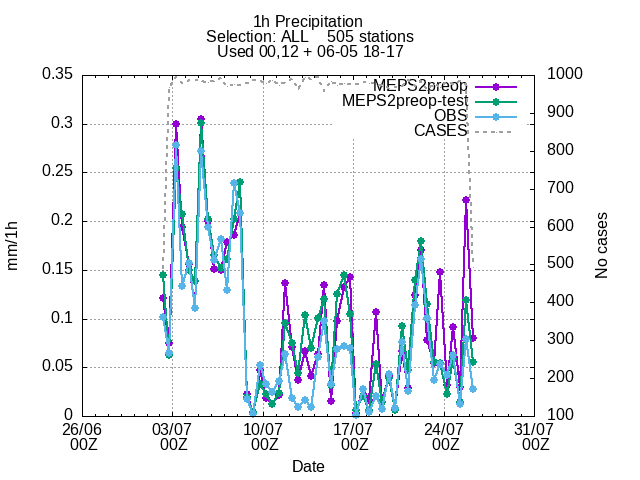 1h Precipitation
Selection: ALL 505 stations
Used 00,12 + 06-05 18-17
0.35
0.3
0.25
0.2
0.15
0.1
0.05
0
mm/1h
MEPS2preop
MEPS2preop-test
OBS
CASES
1000
900
800
700
600
500
400
300
200
100
No cases
26/06 03/07 10/07 17/07 24/07 31/07
00Z 00Z 00Z 00Z 00Z 00Z
Date